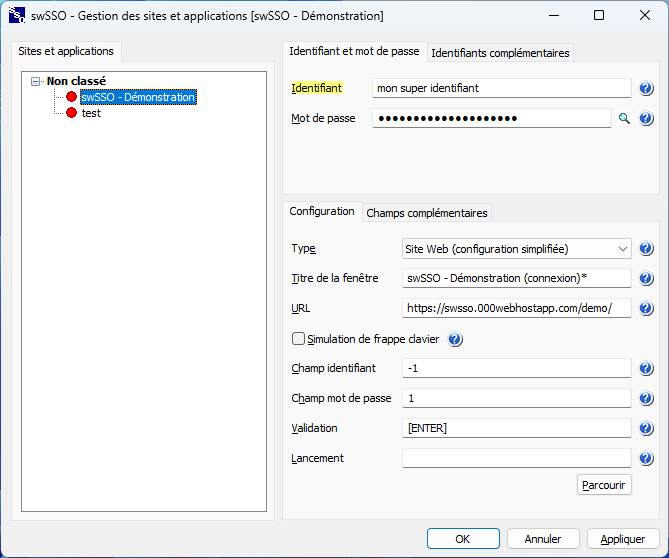 swSSO - Gestion des sites et applications [swSSO - Démonstration]
Sites et applications
Non classé
swSSO - Démonstration
test
Identifiant et mot de passe
Identifiants complémentaires
Identifiant
mon super identifiant
Mot de passe
●●●●●●●●●●●●●●●●●●●●
Configuration
Champs complémentaires
Type
Site Web (configuration simplifiée)
Titre de la fenêtre
swSSO - Démonstration (connexion)*
URL
https://swsso.000webhostapp.com/demo/
Simulation de frappe clavier
Champ identifiant
-1
Champ mot de passe
1
Validation
[ENTER]
Lancement
Parcourir
OK
Annuler
Appliquer